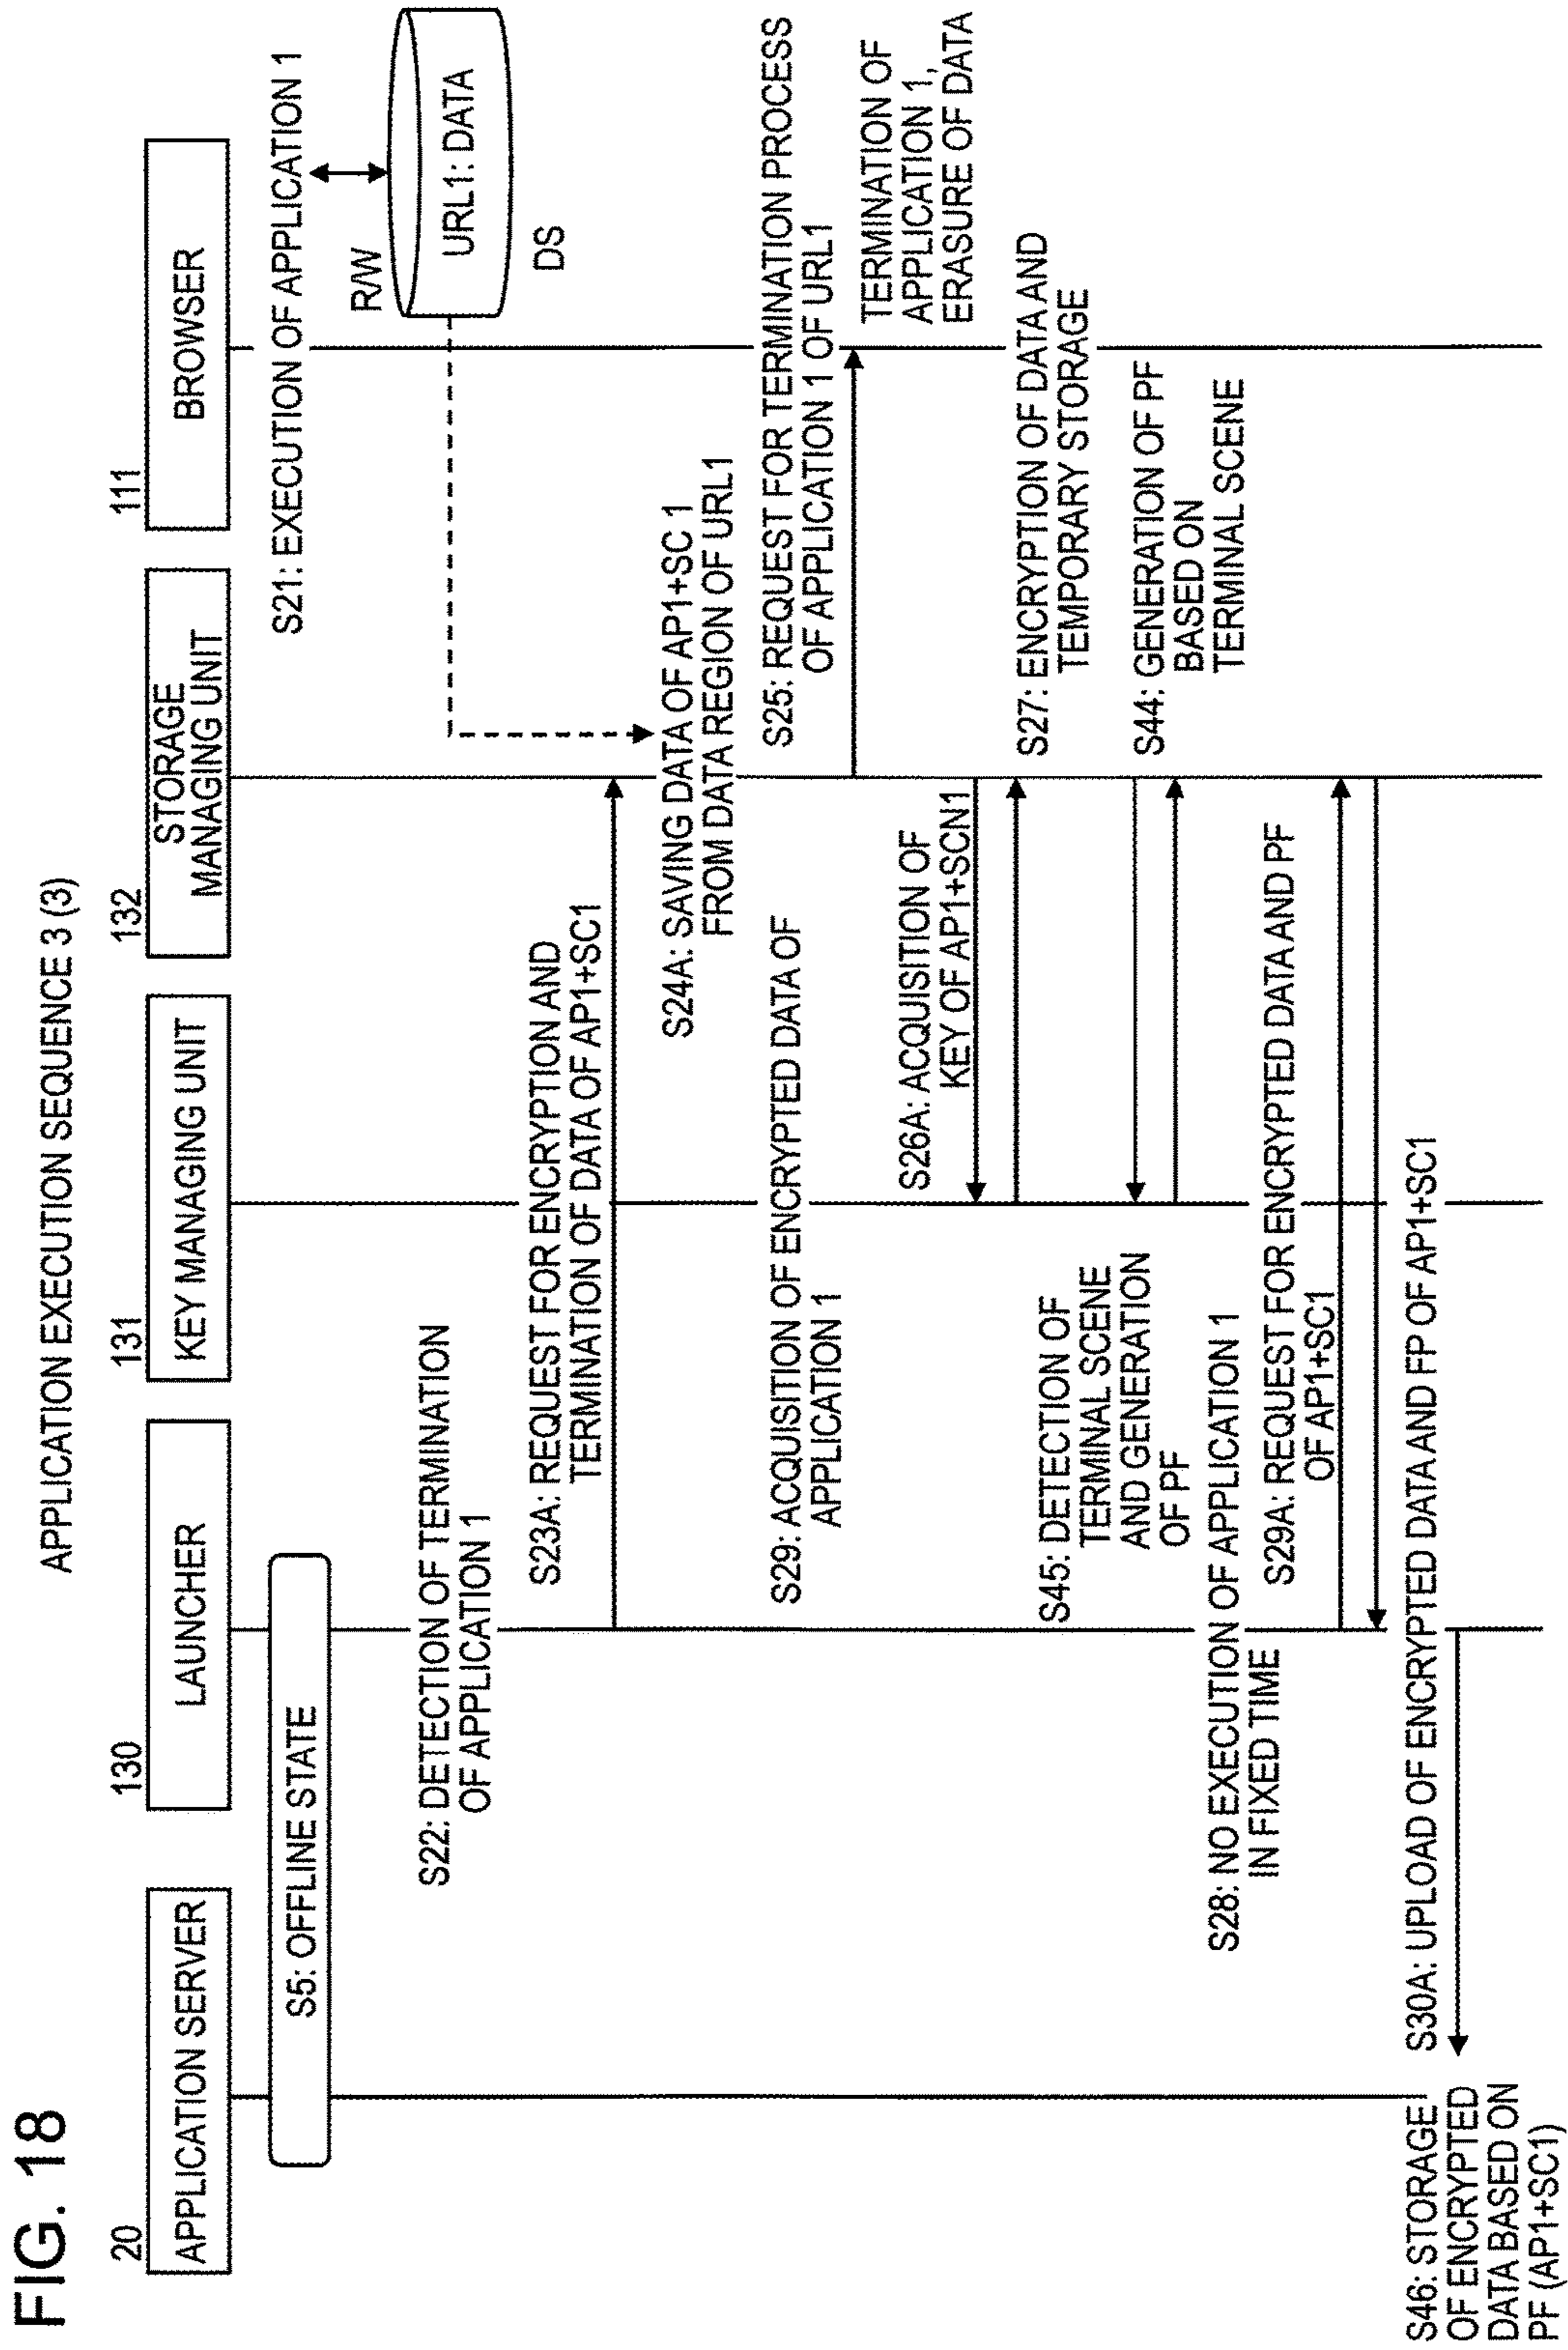 FIG. 18
APPLICATION EXECUTION SEQUENCE 3 (3)
20
130
131
132
111
APPLICATION SERVER
LAUNCHER
KEY MANAGING UNIT
STORAGE
MANAGING UNIT
BROWSER
S5: OFFLINE STATE
S21: EXECUTION OF APPLICATION 1
R/W
URL1: DATA
DS
S22: DETECTION OF TERMINATION
OF APPLICATION 1
S23A: REQUEST FOR ENCRYPTION AND
TERMINATION OF DATA OF AP1+SC1
S24A: SAVING DATA OF AP1+SC 1
FROM DATA REGION OF URL1
S25: REQUEST FOR TERMINATION PROCESS
OF APPLICATION 1 OF URL1
TERMINATION OF
APPLICATION 1,
ERASURE OF DATA
S29: ACQUISITION OF ENCRYPTED DATA OF
APPLICATION 1
S26A: ACQUISITION OF
KEY OF AP1+SCN1
S27: ENCRYPTION OF DATA AND
TEMPORARY STORAGE
S45: DETECTION OF
TERMINAL SCENE
AND GENERATION
OF PF
S44: GENERATION OF PF
BASED ON
TERMINAL SCENE
S28: NO EXECUTION OF APPLICATION 1
IN FIXED TIME
S29A: REQUEST FOR ENCRYPTED DATA AND PF
OF AP1+SC1
S30A: UPLOAD OF ENCRYPTED DATA AND FP OF AP1+SC1
S46: STORAGE
OF ENCRYPTED
DATA BASED ON
PF (AP1+SC1)